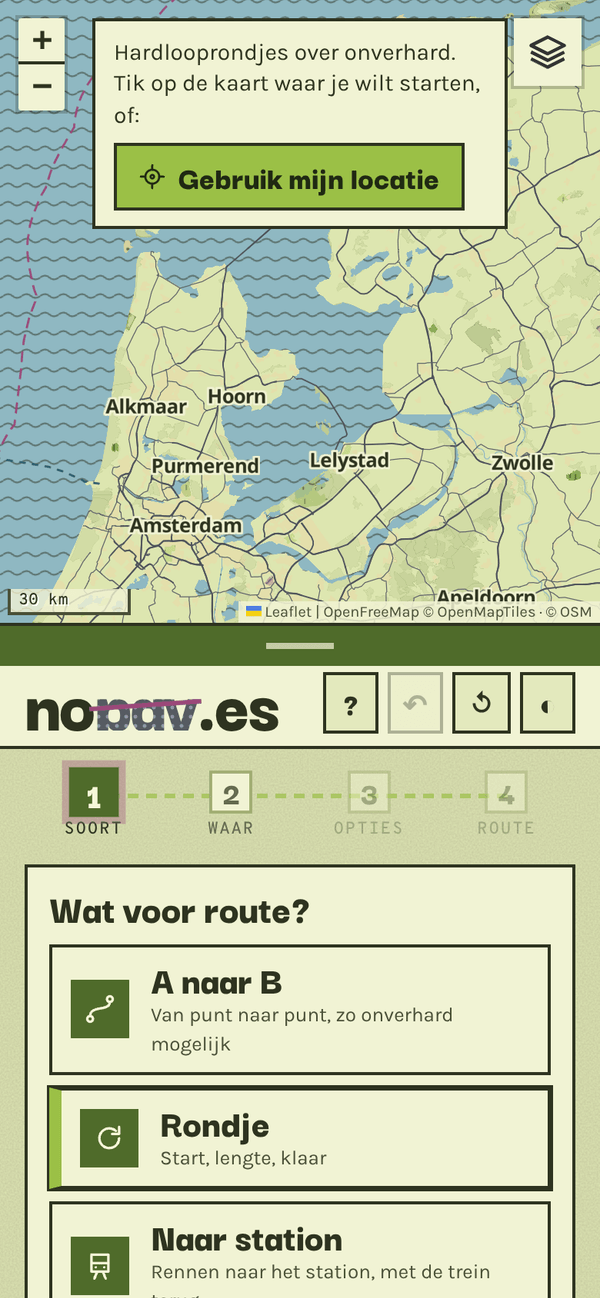 +
−
Hardlooprondjes over onverhard.
Tik op de kaart waar je wilt starten,
of:
Gebruik mijn locatie
Alkmaar
Hoorn
Purmerend
Lelystad
Zwolle
Amsterdam
Apeldoorn
30 km
Leaflet | OpenFreeMap © OpenMapTiles · © OSM
nopav.es
?
1
2
3
4
SOORT
WAAR
OPTIES
ROUTE
Wat voor route?
A naar B
Van punt naar punt, zo onverhard
mogelijk
Rondje
Start, lengte, klaar
Naar station
Rennen naar het station, met de trein
terug